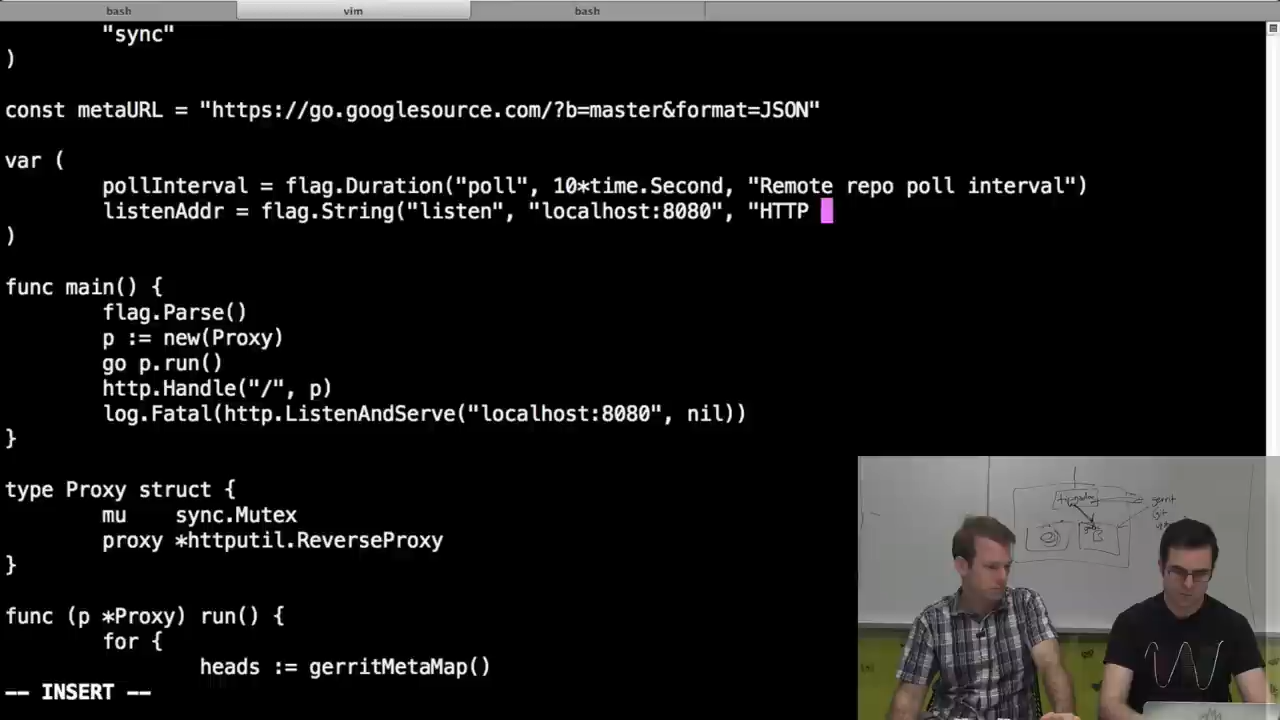 bash vim bash
"sync"
)
const metaURL = "https://go.googlesource.com/?b=master&format=JSON"
var (
pollInterval = flag.Duration("poll", 10*time.Second, "Remote repo poll interval")
listenAddr = flag.String("listen", "localhost:8080", "HTTP
)
func main() {
flag.Parse()
p := new(Proxy)
go p.run()
http.Handle("/", p)
log.Fatal(http.ListenAndServe("localhost:8080", nil))
}
type Proxy struct {
mu sync.Mutex
proxy *httputil.ReverseProxy
}
func (p *Proxy) run() {
for {
heads := gerritMetaMap()
-- INSERT --
gerrit